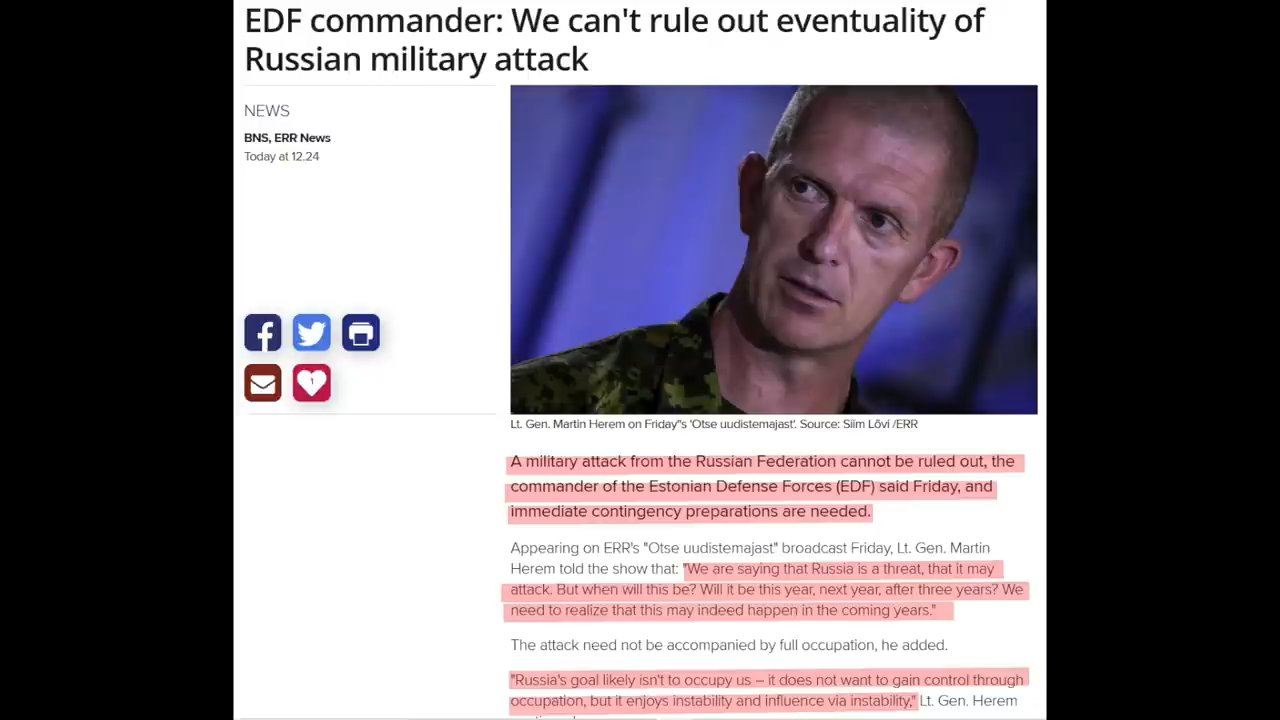 EDF commander: We can't rule out eventuality of
Russian military attack
NEWS
BNS, ERR News
Today at 12.24
1
Lt. Gen. Martin Herem on Friday"s 'Otse uudistemajast'. Source: Siim Lõvi /ERR
A military attack from the Russian Federation cannot be ruled out, the
commander of the Estonian Defense Forces (EDF) said Friday, and
immediate contingency preparations are needed.
Appearing on ERR's "Otse uudistemajast" broadcast Friday, Lt. Gen. Martin
Herem told the show that: "We are saying that Russia is a threat, that it may
attack. But when will this be? Will it be this year, next year, after three years? We
need to realize that this may indeed happen in the coming years."
The attack need not be accompanied by full occupation, he added.
"Russia's goal likely isn't to occupy us – it does not want to gain control through
occupation, but it enjoys instability and influence via instability," Lt. Gen. Herem